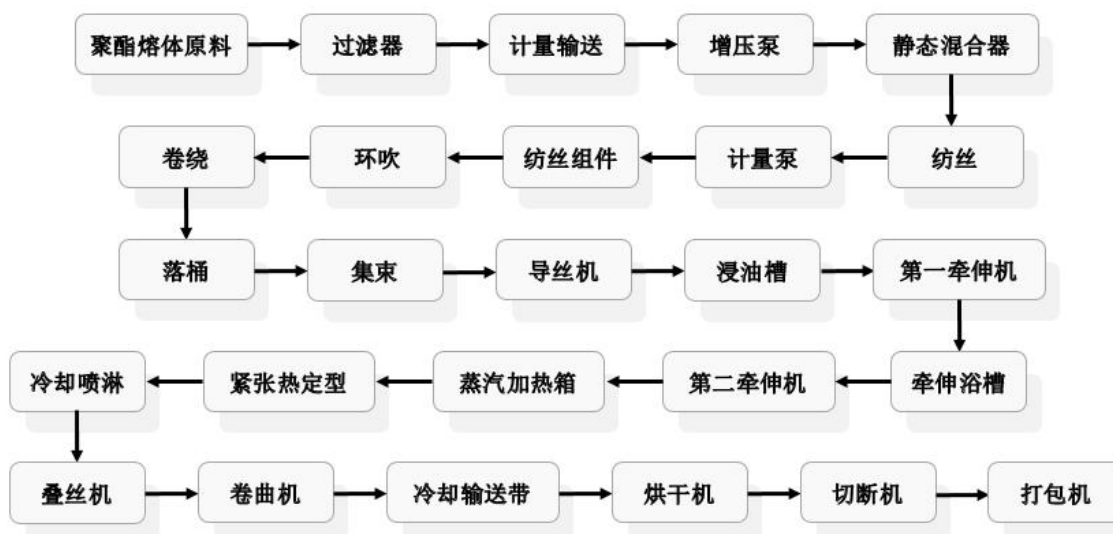 聚酯熔体原料
过滤器
计量输送
增压泵
静态混合器
纺丝
计量泵
纺丝组件
环吹
卷绕
落桶
集束
导丝机
浸油槽
第一牵伸机
牵伸浴槽
第二牵伸机
蒸汽加热箱
紧张热定型
冷却喷淋
叠丝机
卷曲机
冷却输送带
烘干机
切断机
打包机